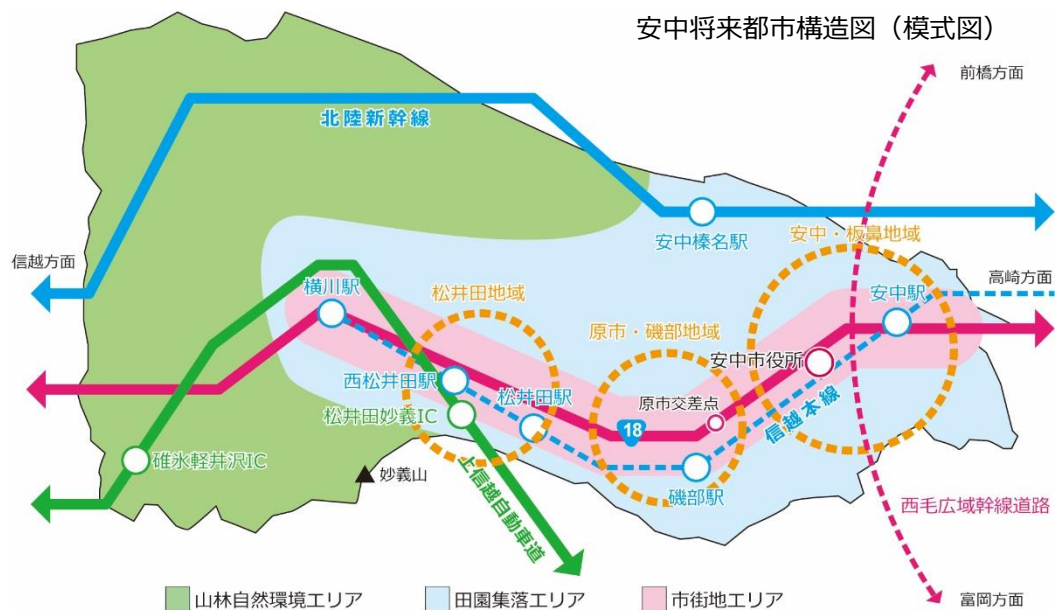 安中将来都市構造図（模式図）
前橋方面
北陸新幹線
安中榛名駅
安中・板鼻地域
信越方面
横川駅
松井田地域
安中駅
高崎方面
原市・磯部地域
安中市役所
西松井田駅
松井田駅
原市交差点
松井田妙義IC
18
信越本線
碓氷軽井沢IC
妙義山
磯部駅
西毛広域幹線道路
上信越自動車道
山林自然環境エリア
田園集落エリア
市街地エリア
富岡方面